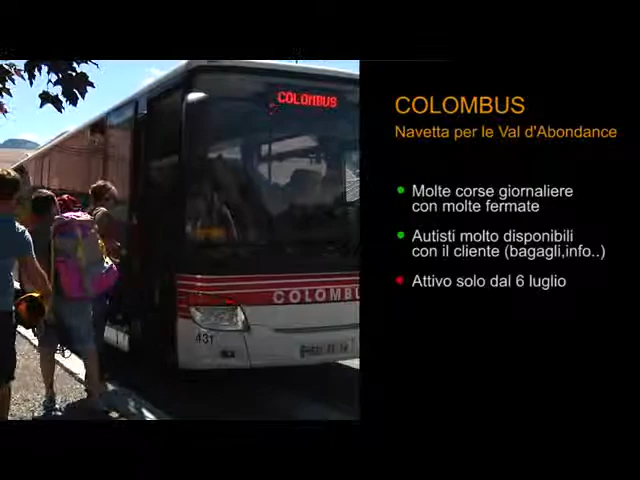 COLOMBUS
COLOMBU
431
COLOMBUS
Navetta per le Val d'Abondance
Molte corse giornaliere
con molte fermate
Autisti molto disponibili
con il cliente (bagagli,info..)
Attivo solo dal 6 luglio